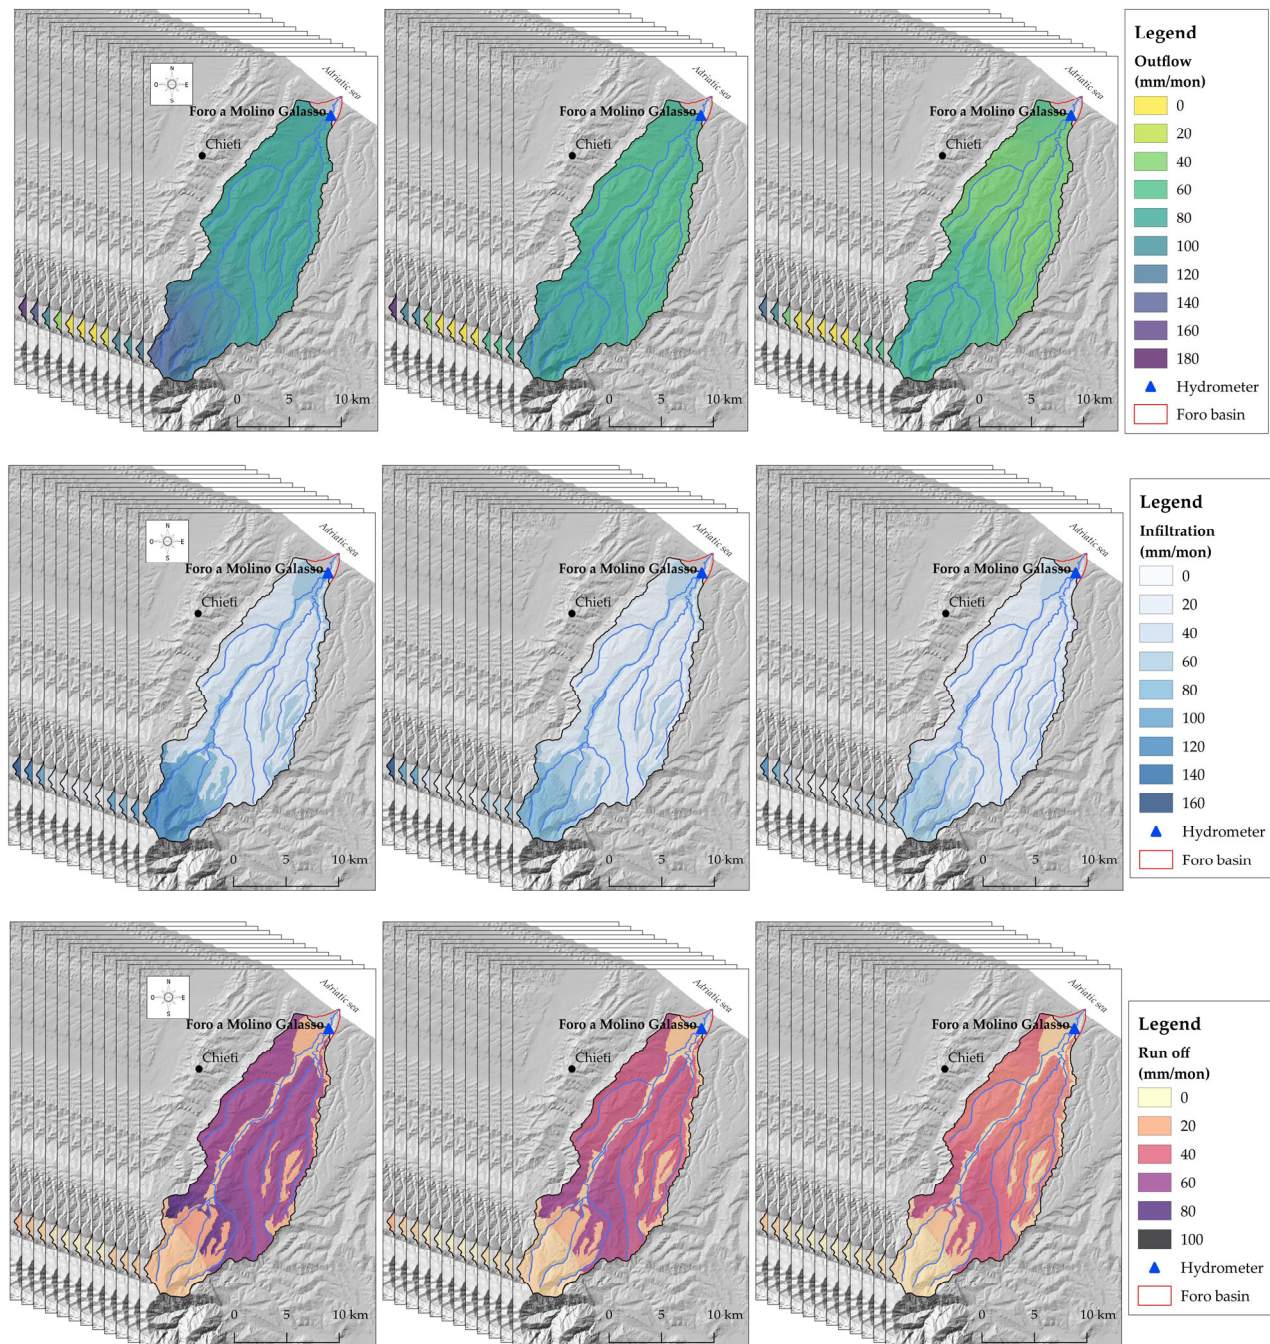 Adriatic sea
N
O E
S
Foro a Molino Galasso
Chieti
0 5 10 km
Adriatic sea
Foro a Molino Galasso
Chieti
0 5 10 km
Adriatic sea
Foro a Molino Galasso
Chieti
0 5 10 km
Legend
Outflow
(mm/mon)
0
20
40
60
80
100
120
140
160
180
Hydrometer
Foro basin
Adriatic sea
N
O E
S
Foro a Molino Galasso
Chieti
0 5 10 km
Adriatic sea
Foro a Molino Galasso
Chieti
0 5 10 km
Adriatic sea
Foro a Molino Galasso
Chieti
0 5 10 km
Legend
Infiltration
(mm/mon)
0
20
40
60
80
100
120
140
160
Hydrometer
Foro basin
Adriatic sea
N
O E
S
Foro a Molino Galasso
Chieti
0 5 10 km
Adriatic sea
Foro a Molino Galasso
Chieti
0 5 10 km
Adriatic sea
Foro a Molino Galasso
Chieti
0 5 10 km
Legend
Run off
(mm/mon)
0
20
40
60
80
100
Hydrometer
Foro basin